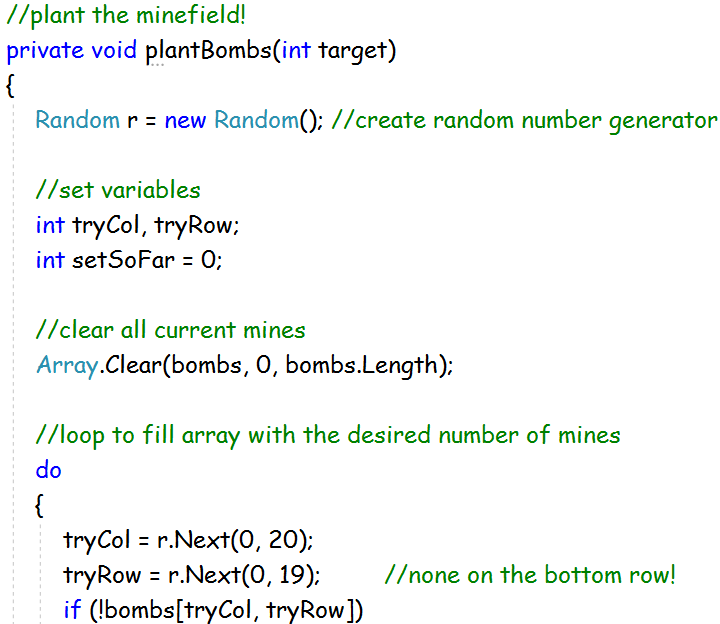 //plant the minefield!
private void plantBombs(int target)
{
Random r = new Random(); //create random number generator
//set variables
int tryCol, tryRow;
int setSoFar = 0;
//clear all current mines
Array.Clear(bombs, 0, bombs.Length);
//loop to fill array with the desired number of mines
do
{
tryCol = r.Next(0, 20);
tryRow = r.Next(0, 19); //none on the bottom row!
if (!bombs[tryCol, tryRow])